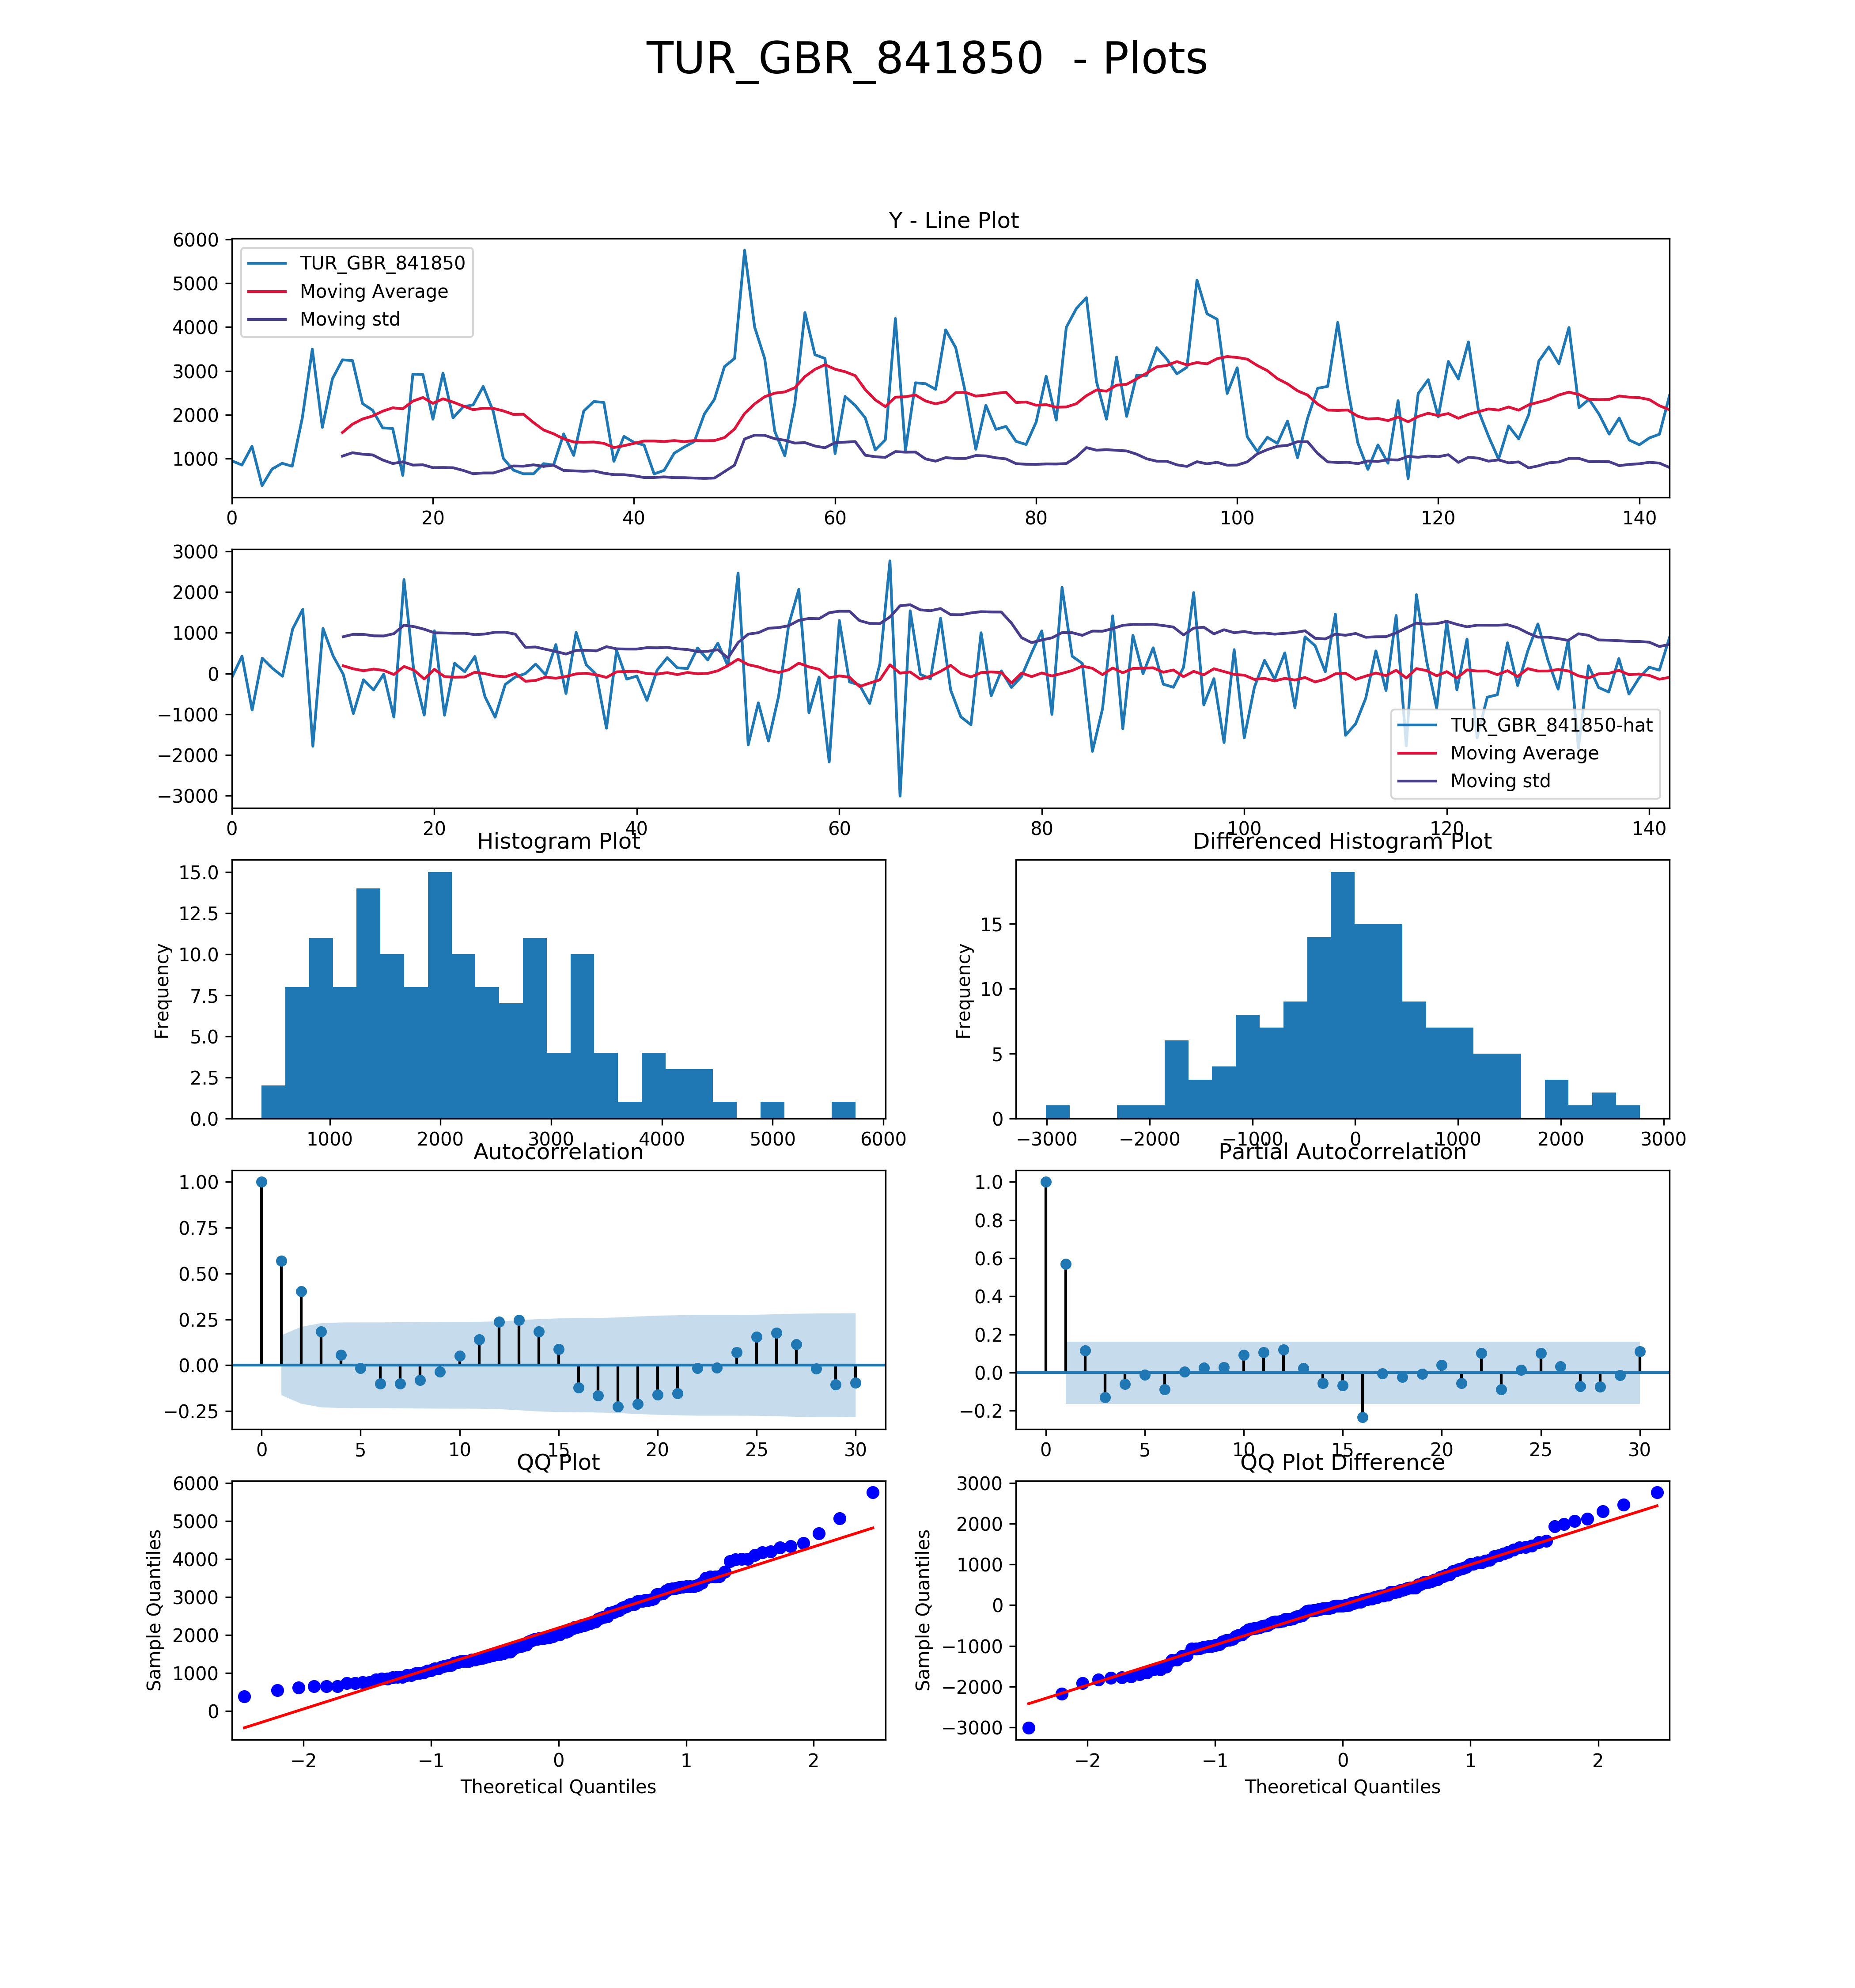 TUR_GBR_841850 - Plots
Y - Line Plot
6000
5000
4000
3000
2000
1000
TUR_GBR_841850
Moving Average
Moving std
0 20 40 60 80 100 120 140
3000
2000
1000
0
−1000
−2000
−3000
TUR_GBR_841850-hat
Moving Average
Moving std
0 20 40 60 80 100 120 140
Histogram Plot
Frequency
15.0
12.5
10.0
7.5
5.0
2.5
0.0
1000 2000 3000 4000 5000 6000
Differenced Histogram Plot
Frequency
15
10
5
0
−3000 −2000 −1000 0 1000 2000 3000
Autocorrelation
1.00
0.75
0.50
0.25
0.00
−0.25
0 5 10 15 20 25 30
Partial Autocorrelation
1.0
0.8
0.6
0.4
0.2
0.0
−0.2
0 5 10 15 20 25 30
QQ Plot
Sample Quantiles
6000
5000
4000
3000
2000
1000
0
−2 −1 0 1 2
Theoretical Quantiles
QQ Plot Difference
Sample Quantiles
3000
2000
1000
0
−1000
−2000
−3000
−2 −1 0 1 2
Theoretical Quantiles